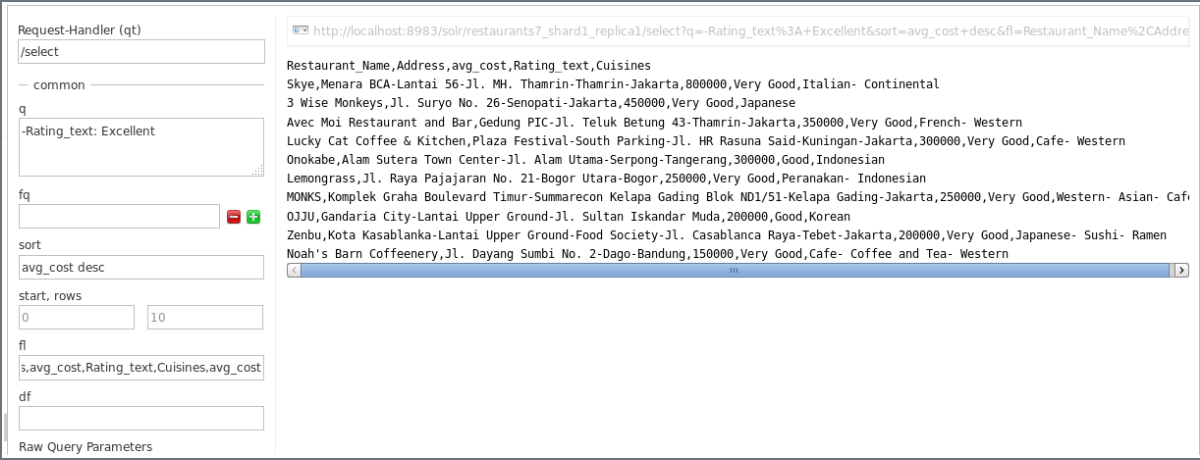 Request-Handler (qt)
/select
common
q
-Rating_text: Excellent
fq
sort
avg_cost desc
start, rows
0 10
fl
s,avg_cost,Rating_text,Cuisines,avg_cost
df
Raw Query Parameters
http://localhost:8983/solr/restaurants7_shard1_replica1/select?q=-Rating_text%3A+Excellent&sort=avg_cost+desc&fl=Restaurant_Name%2CAddre
Restaurant_Name,Address,avg_cost,Rating_text,Cuisines
Skye,Menara BCA-Lantai 56-Jl. MH. Thamrin-Thamrin-Jakarta,800000,Very Good,Italian- Continental
3 Wise Monkeys,Jl. Suryo No. 26-Senopati-Jakarta,450000,Very Good,Japanese
Avec Moi Restaurant and Bar,Gedung PIC-Jl. Teluk Betung 43-Thamrin-Jakarta,350000,Very Good,French- Western
Lucky Cat Coffee & Kitchen,Plaza Festival-South Parking-Jl. HR Rasuna Said-Kuningan-Jakarta,300000,Very Good,Cafe- Western
Onokabe,Alam Sutera Town Center-Jl. Alam Utama-Serpong-Tangerang,300000,Good,Indonesian
Lemongrass,Jl. Raya Pajajaran No. 21-Bogor Utara-Bogor,250000,Very Good,Peranakan- Indonesian
MONKS,Komplek Graha Boulevard Timur-Summarecon Kelapa Gading Blok ND1/51-Kelapa Gading-Jakarta,250000,Very Good,Western- Asian- Cafe
OJJU,Gandaria City-Lantai Upper Ground-Jl. Sultan Iskandar Muda,200000,Good,Korean
Zenbu,Kota Kasablanka-Lantai Upper Ground-Food Society-Jl. Casablanca Raya-Tebet-Jakarta,200000,Very Good,Japanese- Sushi- Ramen
Noah's Barn Coffeenery,Jl. Dayang Sumbi No. 2-Dago-Bandung,150000,Very Good,Cafe- Coffee and Tea- Western